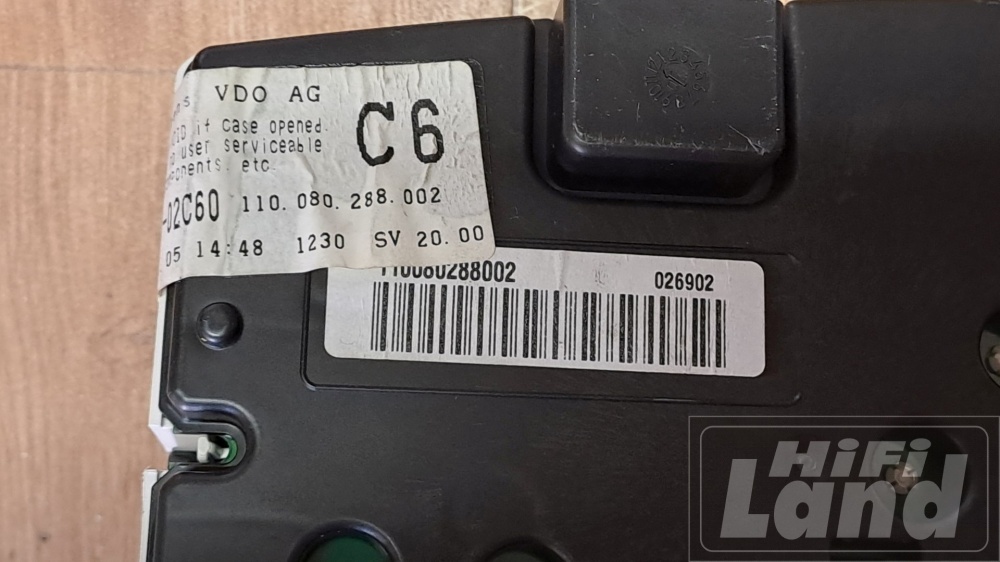 VDO AG
if case opened.
user serviceable
etc.
C6
-02C60 110.080.288.002
05 14:48 1230 SV 20.00
110080288002 026902
HiFi
Land